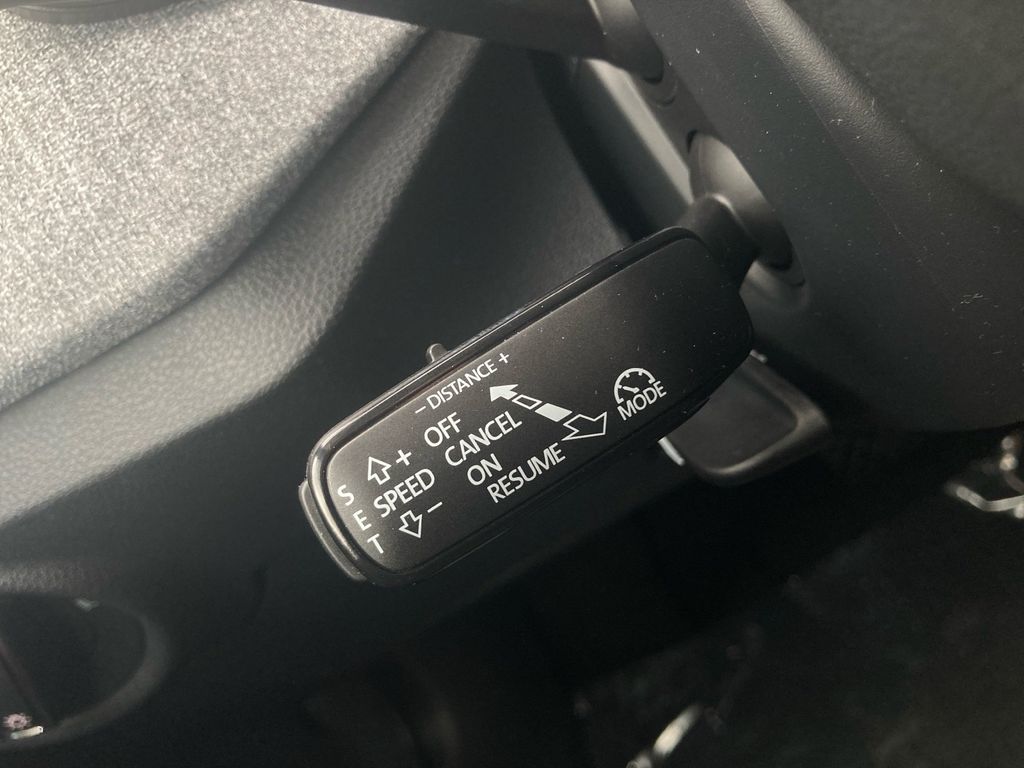 − DISTANCE +
OFF
CANCEL
ON
RESUME
MODE
+
SPEED
−
S
E
T